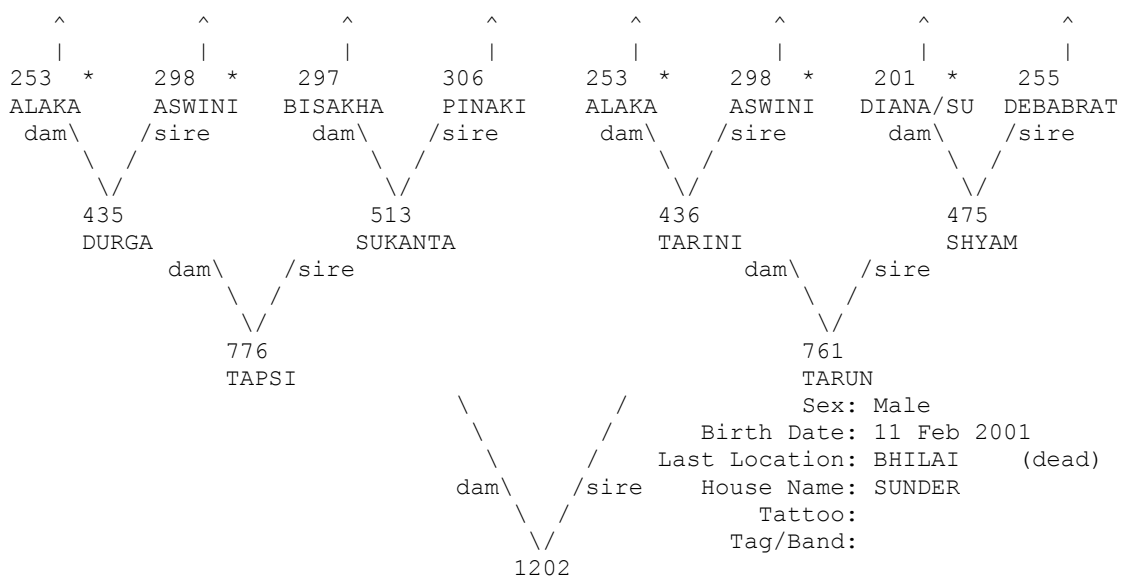 ^ ^ ^ ^ ^ ^ ^ ^
| | | | | | | |
253 * 298 * 297 306 253 * 298 * 201 * 255
ALAKA ASWINI BISAKHA PINAKI ALAKA ASWINI DIANA/SU DEBABRAT
dam\ /sire dam\ /sire dam\ /sire dam\ /sire
\ / \ / \ / \ /
\/ \/ \/ \/
435 513 436 475
DURGA SUKANTA TARINI SHYAM
dam\ /sire dam\ /sire
\ / \ /
\/ \/
776 761
TAPSI TARUN
\ / Sex: Male
\ / Birth Date: 11 Feb 2001
\ / Last Location: BHILAI (dead)
dam\ /sire House Name: SUNDER
\ / Tattoo:
\/ Tag/Band:
1202